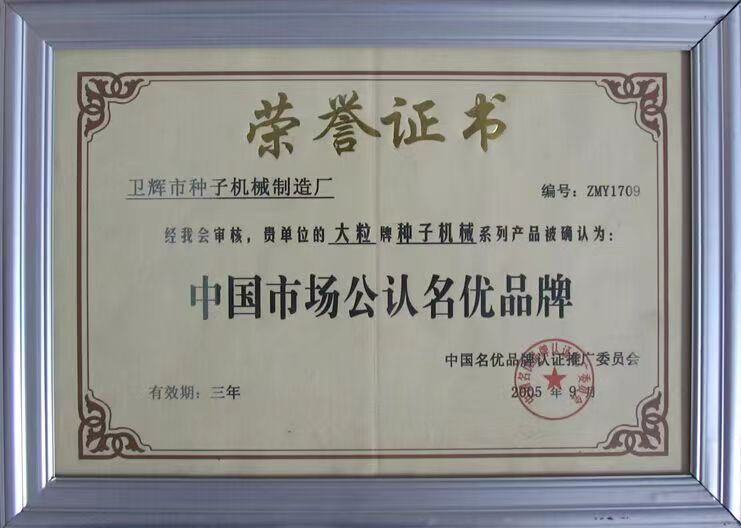 荣誉证书
卫辉市种子机械制造厂 编号：ZMY1709
经我会审核，贵单位的大粒牌种子机械系列产品被确认为：
中国市场公认名优品牌
中国名优品牌认证推广委员会
有效期：三年 2005 年 9 月